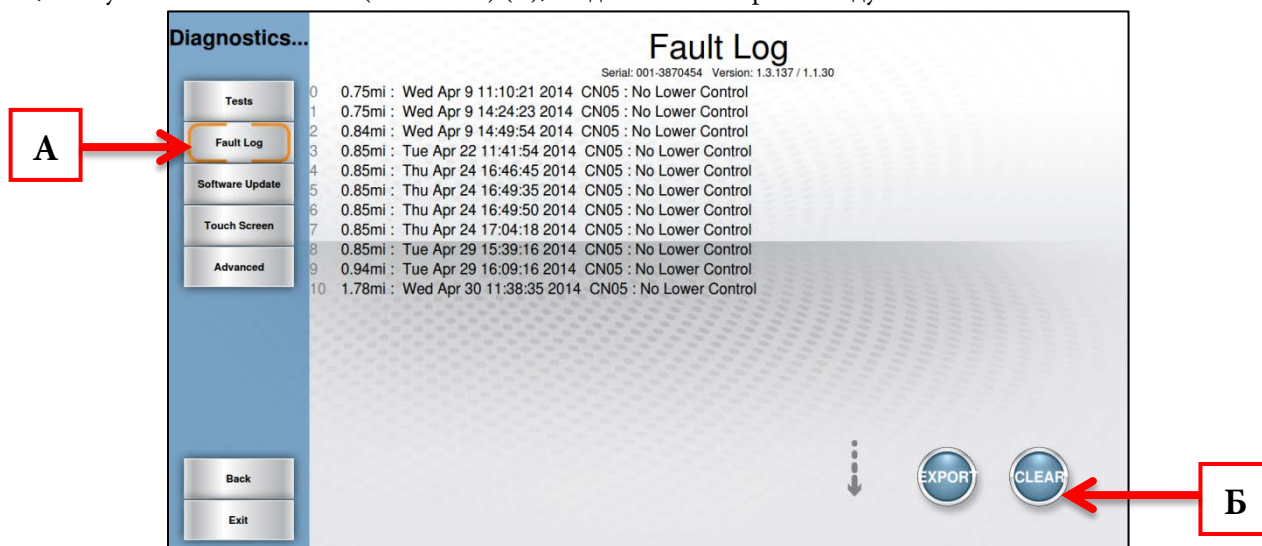 Diagnostics...
Fault Log
Serial: 001-3870454 Version: 1.3.137 / 1.1.30
Tests
Fault Log
Software Update
Touch Screen
Advanced
Back
Exit
0 0.75mi : Wed Apr 9 11:10:21 2014 CN05 : No Lower Control
1 0.75mi : Wed Apr 9 14:24:23 2014 CN05 : No Lower Control
2 0.84mi : Wed Apr 9 14:49:54 2014 CN05 : No Lower Control
3 0.85mi : Tue Apr 22 11:41:54 2014 CN05 : No Lower Control
4 0.85mi : Thu Apr 24 16:46:45 2014 CN05 : No Lower Control
5 0.85mi : Thu Apr 24 16:49:35 2014 CN05 : No Lower Control
6 0.85mi : Thu Apr 24 16:49:50 2014 CN05 : No Lower Control
7 0.85mi : Thu Apr 24 17:04:18 2014 CN05 : No Lower Control
8 0.85mi : Tue Apr 29 15:39:16 2014 CN05 : No Lower Control
9 0.94mi : Tue Apr 29 16:09:16 2014 CN05 : No Lower Control
10 1.78mi : Wed Apr 30 11:38:35 2014 CN05 : No Lower Control
EXPORT
CLEAR
А
Б